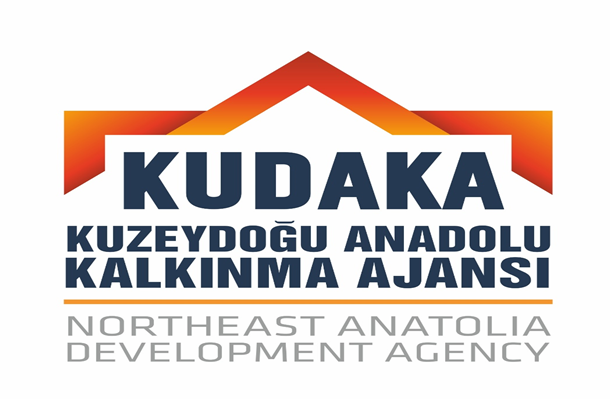 KUDAKA
KUZEYDOĞU ANADOLU
KALKINMA AJANSI
NORTHEAST ANATOLIA
DEVELOPMENT AGENCY